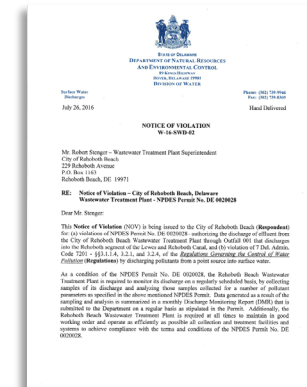 STATE OF DELAWARE
DEPARTMENT OF NATURAL RESOURCES
AND ENVIRONMENTAL CONTROL
89 KINGS HIGHWAY
DOVER, DELAWARE 19901
DIVISION OF WATER
Surface Water
Discharges
Phone: (302) 739-9946
Fax: (302) 739-8369
July 26, 2016
Hand Delivered
NOTICE OF VIOLATION
W-16-SWD-02
Mr. Robert Stenger – Wastewater Treatment Plant Superintendent
City of Rehoboth Beach
229 Rehoboth Avenue
P.O. Box 1163
Rehoboth Beach, DE 19971
RE: Notice of Violation – City of Rehoboth Beach, Delaware
Wastewater Treatment Plant - NPDES Permit No. DE 0020028
Dear Mr. Stenger:
This Notice of Violation (NOV) is being issued to the City of Rehoboth Beach (Respondent)
for: (a) violations of NPDES Permit No. DE 0020028 - authorizing the discharge of effluent from
the City of Rehoboth Beach Wastewater Treatment Plant through Outfall 001 that discharges
into the Rehoboth segment of the Lewes and Rehoboth Canal, and (b) violation of 7 Del. Admin.
Code 7201 - §§3.1.1.4, 3.2.1, and 3.2.4, of the Regulations Governing the Control of Water
Pollution (Regulations) by discharging pollutants from a point source into surface water.
As a condition of the NPDES Permit No. DE 0020028, the Rehoboth Beach Wastewater
Treatment Plant is required to monitor its discharge on a regularly scheduled basis, by collecting
samples of its discharge and analyzing those samples collected for a number of pollutant
parameters as specified in the above mentioned NPDES Permit. Data generated as a result of the
sampling and analysis is summarized in a monthly Discharge Monitoring Report (DMR) that is
submitted to the Department on a regular basis as stipulated in the Permit. Additionally, the
Rehoboth Beach Wastewater Treatment Plant is required at all times to maintain in good
working order and operate as efficiently as possible all collection and treatment facilities and
systems to achieve compliance with the terms and conditions of the NPDES Permit No. DE
0020028.